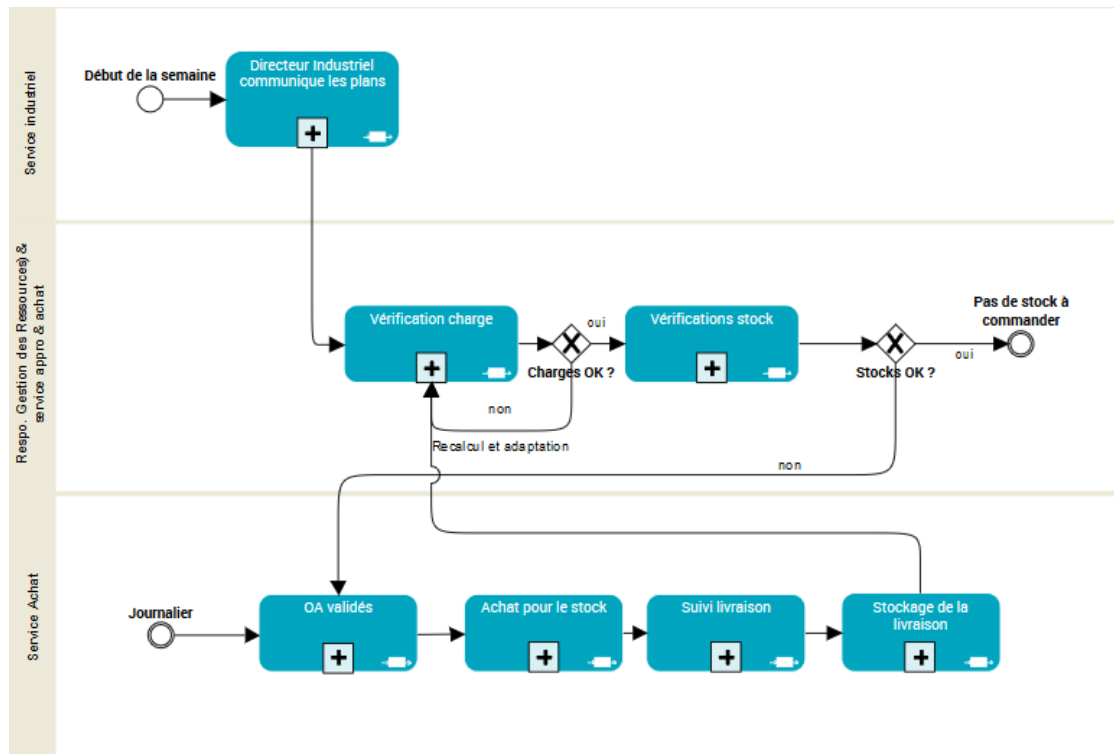 Service industriel
Début de la semaine
Directeur Industriel
communique les plans
Respo. Gestion des Ressources) &
service appro & achat
Vérification charge
oui
Charges OK ?
non
Recalcul et adaptation
Vérifications stock
Stocks OK ?
oui
non
Pas de stock à
commander
Service Achat
Journalier
OA validés
Achat pour le stock
Suivi livraison
Stockage de la
livraison